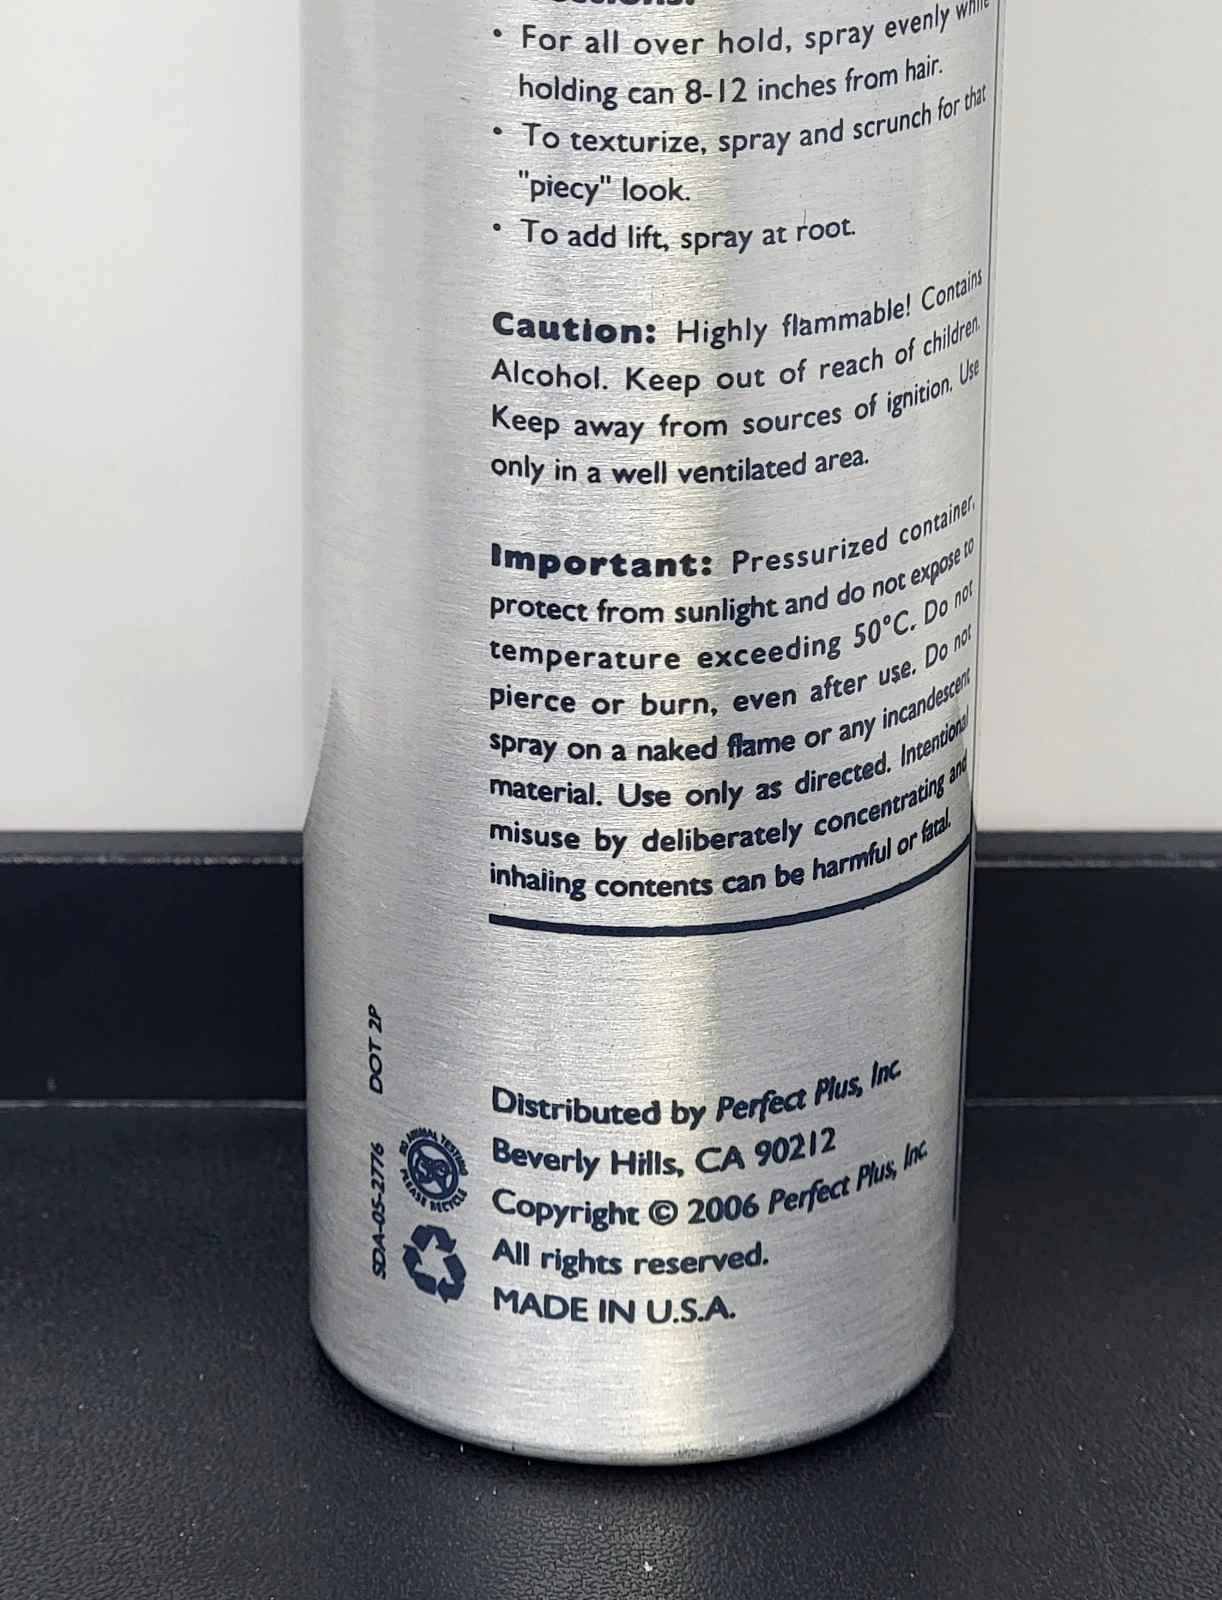 • For all over hold, spray evenly while
holding can 8-12 inches from hair.
• To texturize, spray and scrunch for that
"piecy" look.
• To add lift, spray at root.
Caution: Highly flammable! Contains
Alcohol. Keep out of reach of children.
Keep away from sources of ignition. Use
only in a well ventilated area.
Important: Pressurized container,
protect from sunlight and do not expose to
temperature exceeding 50°C. Do not
pierce or burn, even after use. Do not
spray on a naked flame or any incandescent
material. Use only as directed. Intentional
misuse by deliberately concentrating and
inhaling contents can be harmful or fatal.
SDA-05-2776 DOT 2P
NO ANIMAL TESTING
PLEASE RECYCLE
Distributed by Perfect Plus, Inc.
Beverly Hills, CA 90212
Copyright © 2006 Perfect Plus, Inc.
All rights reserved.
MADE IN U.S.A.